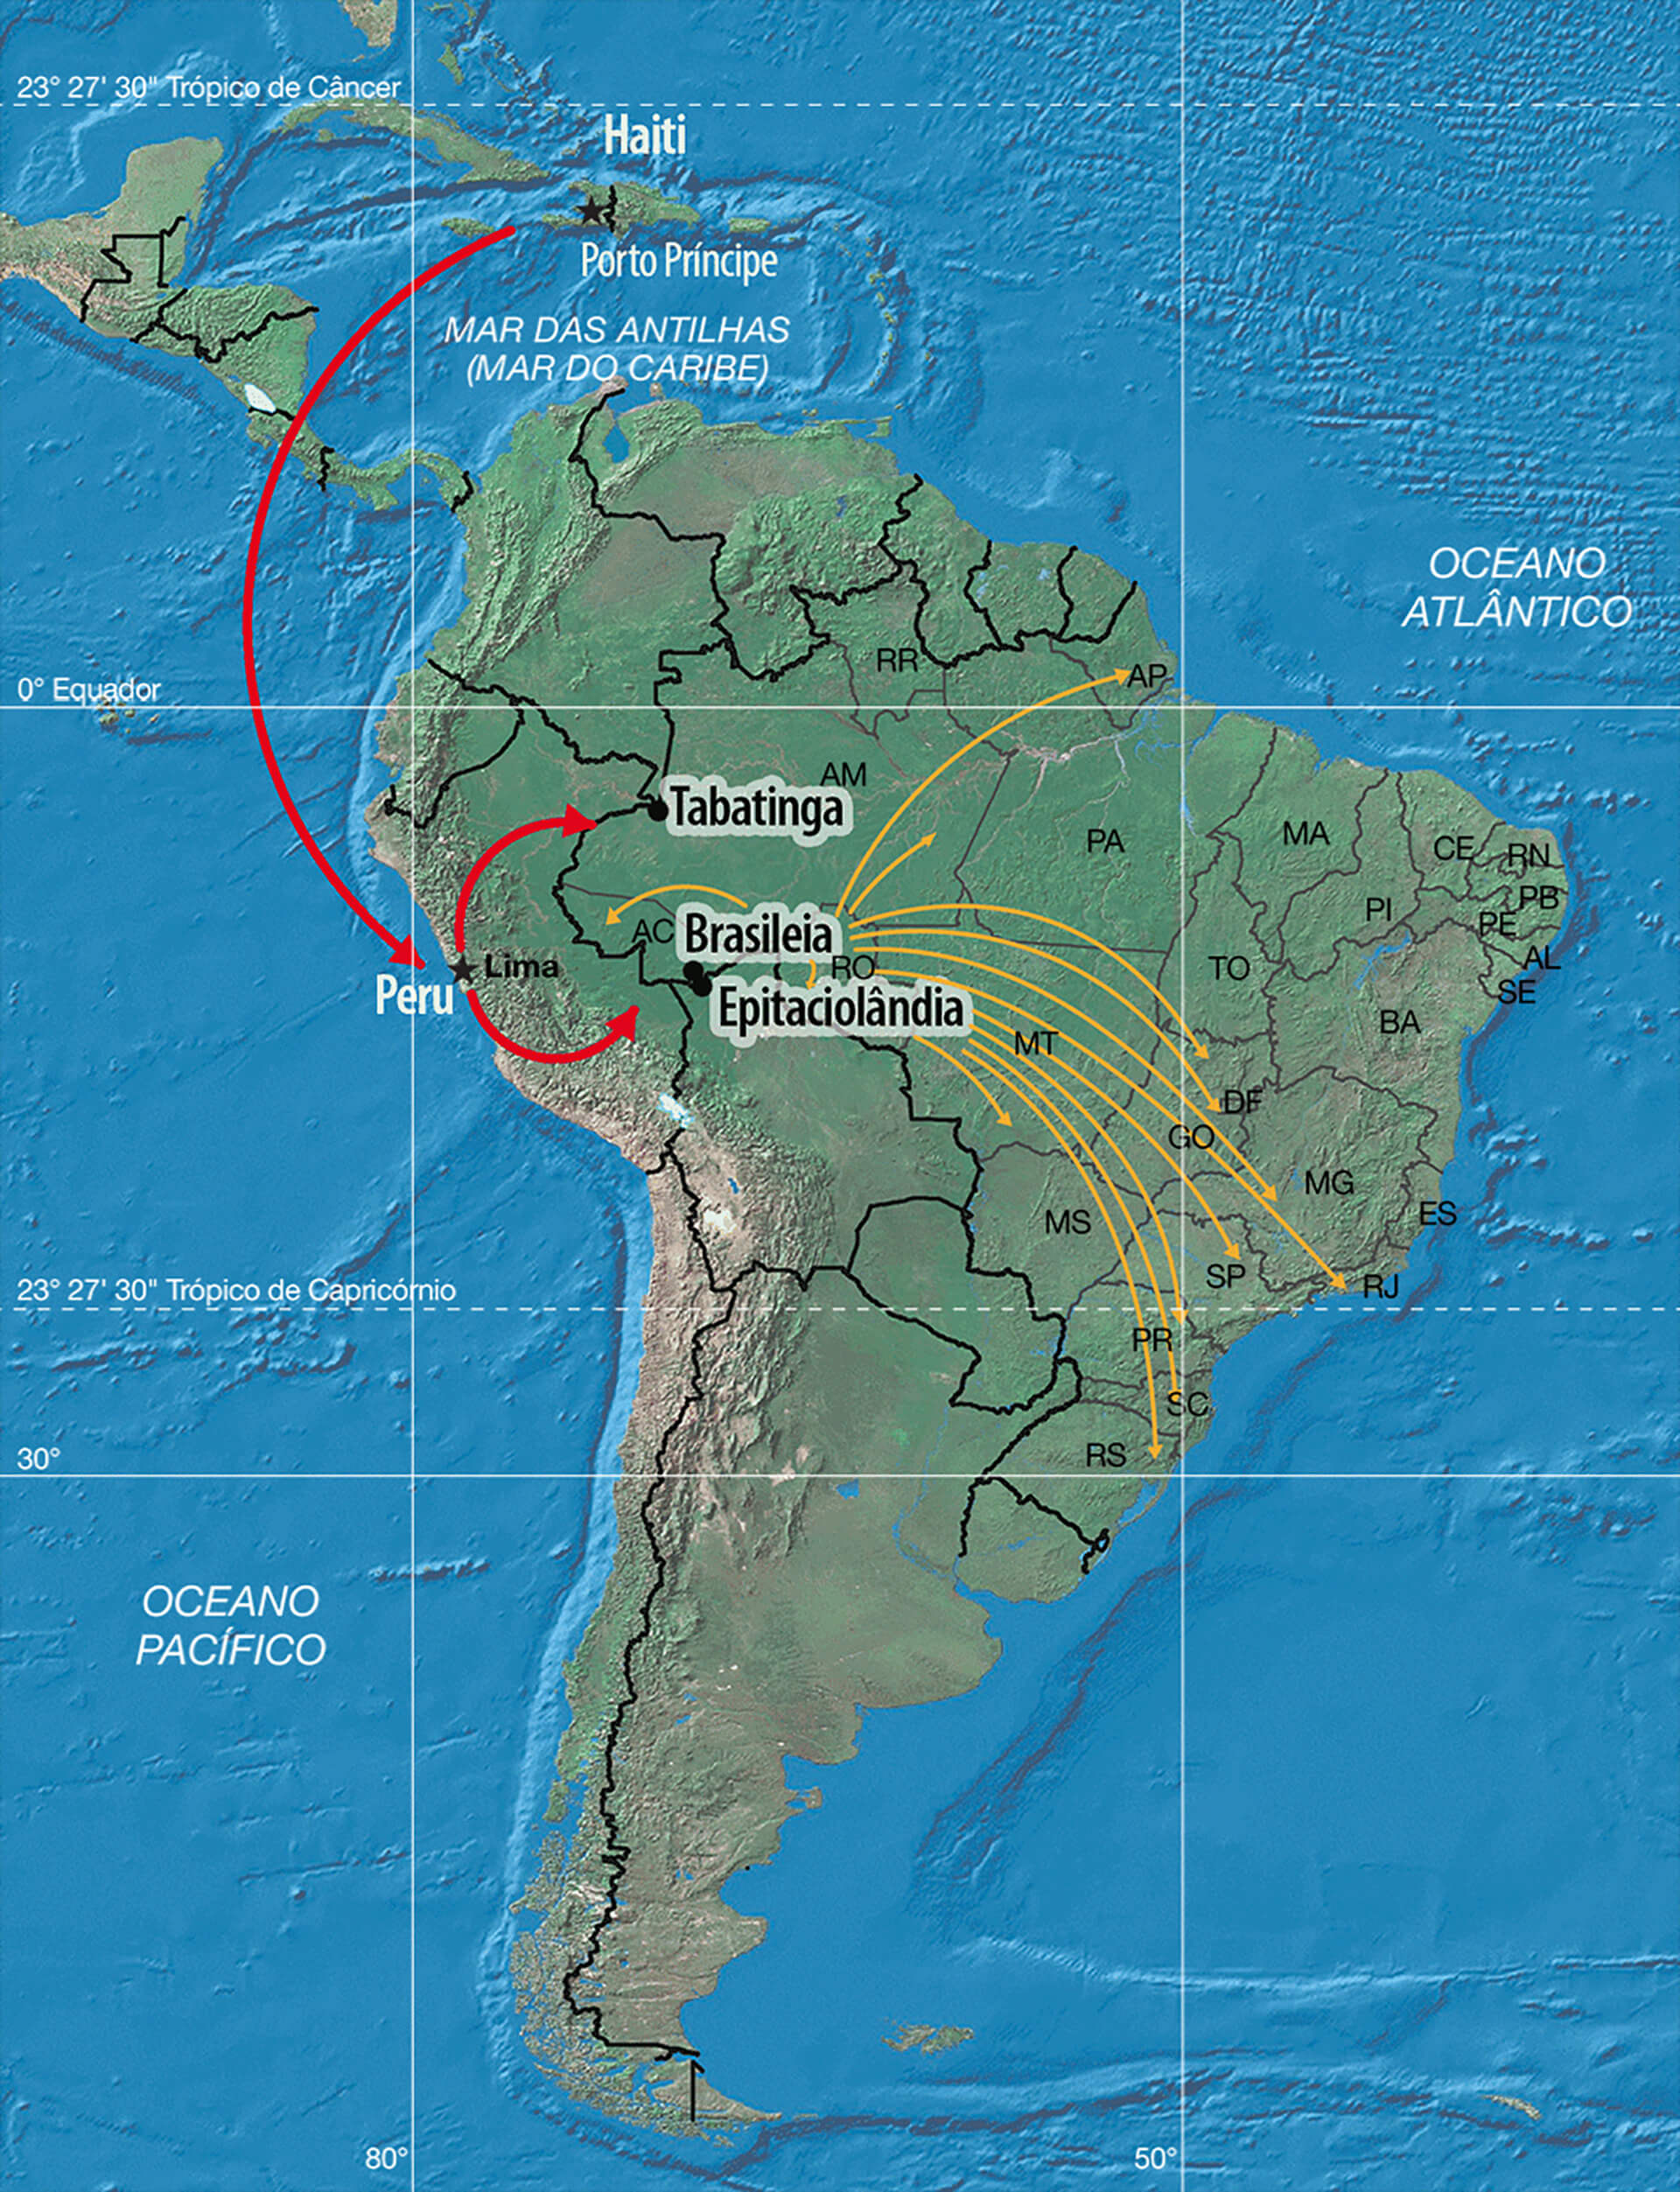 23° 27' 30" Trópico de Câncer
Haiti
Porto Príncipe
MAR DAS ANTILHAS
(MAR DO CARIBE)
OCEANO
ATLÂNTICO
RR
AP
0° Equador
AM
Tabatinga
PA
MA
CE
RN
PB
PI
PE
AC
Brasileia
AL
RO
TO
Lima
SE
Peru
Epitaciolândia
BA
MT
DF
GO
MG
MS
ES
SP
RJ
23° 27' 30" Trópico de Capricórnio
PR
SC
RS
30°
OCEANO
PACÍFICO
80°
50°